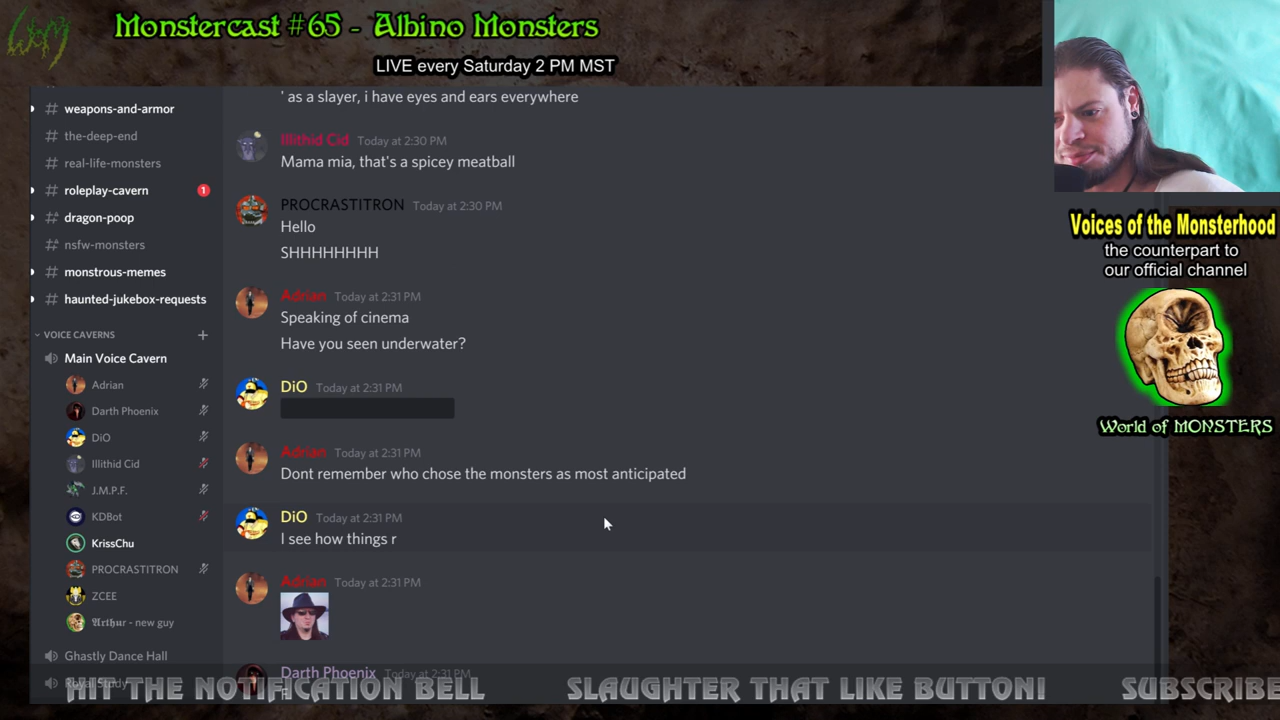 WoM
Monstercast #65 - Albino Monsters
LIVE every Saturday 2 PM MST
# weapons-and-armor
# the-deep-end
# real-life-monsters
# roleplay-cavern 1
# dragon-poop
# nsfw-monsters
# monstrous-memes
# haunted-jukebox-requests
VOICE CAVERNS +
Main Voice Cavern
Adrian
Darth Phoenix
DiO
Illithid Cid
J.M.P.F.
KDBot
KrissChu
PROCRASTITRON
ZCEE
𝕬𝖗𝖙𝖍𝖚𝖗 - new guy
Ghastly Dance Hall
Royal Study
' as a slayer, i have eyes and ears everywhere
Illithid Cid Today at 2:30 PM
Mama mia, that's a spicey meatball
PROCRASTITRON Today at 2:30 PM
Hello
SHHHHHHHH
Adrian Today at 2:31 PM
Speaking of cinema
Have you seen underwater?
DiO Today at 2:31 PM
Adrian Today at 2:31 PM
Dont remember who chose the monsters as most anticipated
DiO Today at 2:31 PM
I see how things r
Adrian Today at 2:31 PM
Darth Phoenix Today at 2:31 PM
Voices of the Monsterhood
the counterpart to
our official channel
World of MONSTERS
HIT THE NOTIFICATION BELL SLAUGHTER THAT LIKE BUTTON! SUBSCRIBE